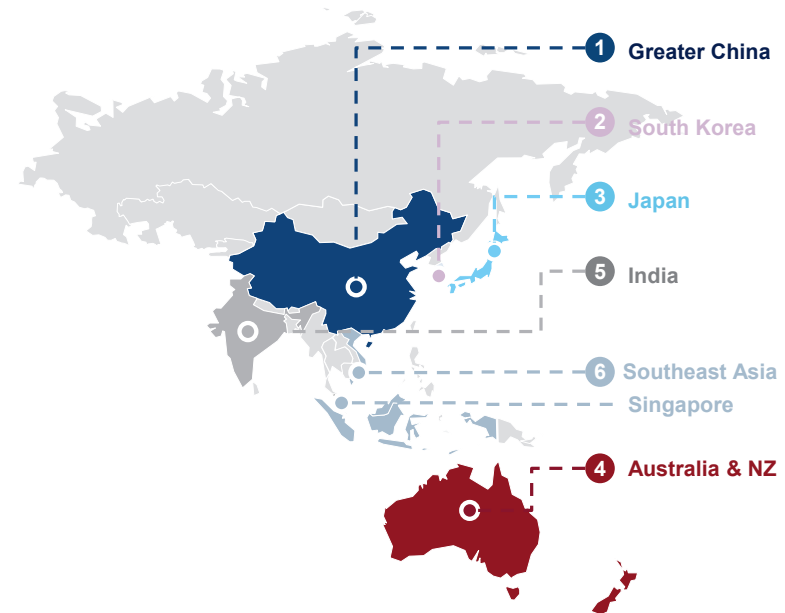 1 Greater China
2 South Korea
3 Japan
5 India
6 Southeast Asia
Singapore
4 Australia & NZ